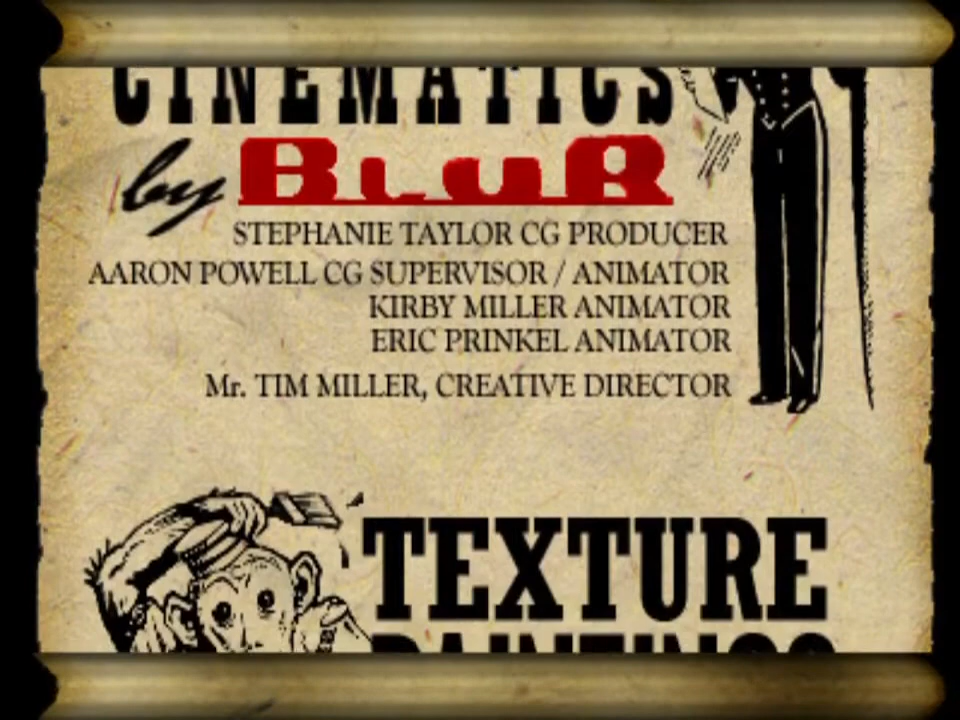 CINEMATICS
by BLUR
STEPHANIE TAYLOR CG PRODUCER
AARON POWELL CG SUPERVISOR / ANIMATOR
KIRBY MILLER ANIMATOR
ERIC PRINKEL ANIMATOR
Mr. TIM MILLER, CREATIVE DIRECTOR
TEXTURE
PAINTINGS